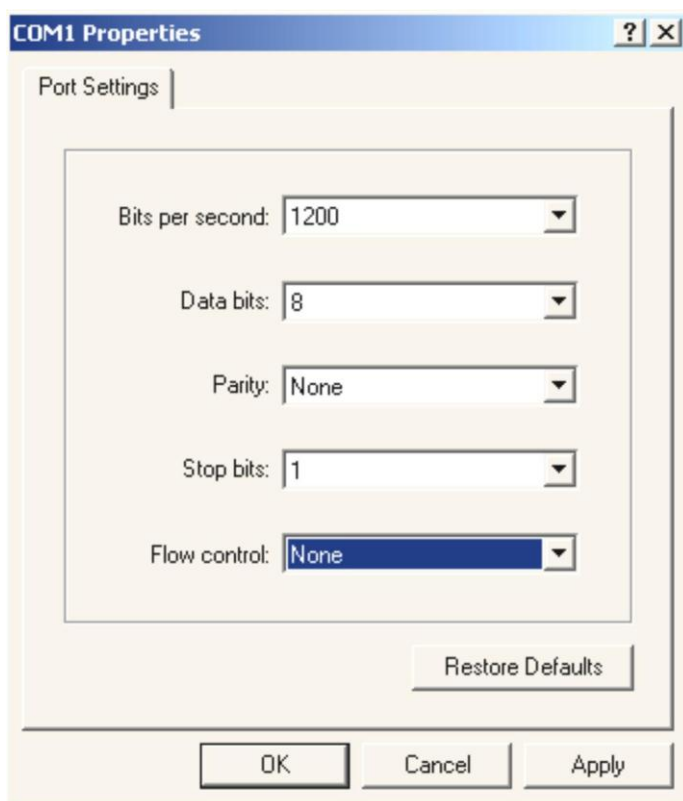 COM1 Properties
Port Settings
Bits per second: 1200
Data bits: 8
Parity: None
Stop bits: 1
Flow control: None
Restore Defaults
OK Cancel Apply